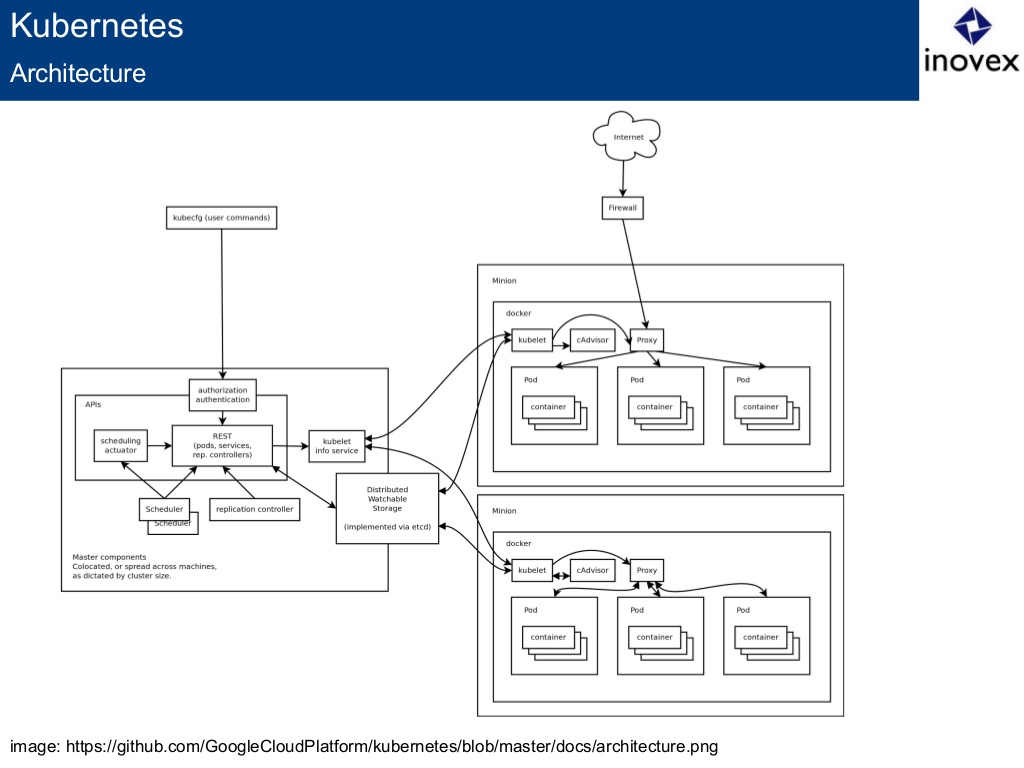 Kubernetes
Architecture
inovex
Internet
Firewall
kubecfg (user commands)
authorization
authentication
APIs
scheduling
actuator
REST
(pods, services,
rep. controllers)
kubelet
info service
Scheduler
Scheduler
replication controller
Distributed
Watchable
Storage
(implemented via etcd)
Master components
Colocated, or spread across machines,
as dictated by cluster size.
Minion
docker
kubelet
cAdvisor
Proxy
Pod
Pod
Pod
container
container
container
Minion
docker
kubelet
cAdvisor
Proxy
Pod
Pod
Pod
container
container
container
image: https://github.com/GoogleCloudPlatform/kubernetes/blob/master/docs/architecture.png